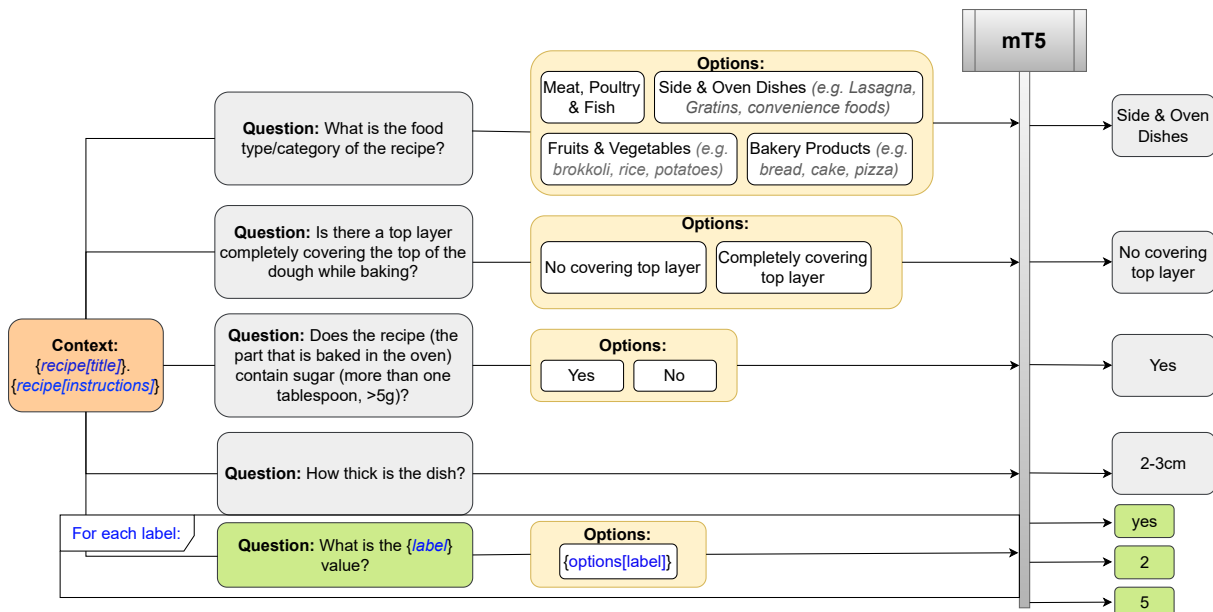 mT5
Options:
Meat, Poultry
& Fish
Side & Oven Dishes (e.g. Lasagna,
Gratins, convenience foods)
Fruits & Vegetables (e.g.
brokkoli, rice, potatoes)
Bakery Products (e.g.
bread, cake, pizza)
Question: What is the food
type/category of the recipe?
Side & Oven
Dishes
Question: Is there a top layer
completely covering the top of the
dough while baking?
Options:
No covering top layer
Completely covering
top layer
No covering
top layer
Context:
{recipe[title]}.
{recipe[instructions]}
Question: Does the recipe (the
part that is baked in the oven)
contain sugar (more than one
tablespoon, >5g)?
Options:
Yes
No
Yes
Question: How thick is the dish?
2-3cm
For each label:
Question: What is the {label}
value?
Options:
{options[label]}
yes
2
5